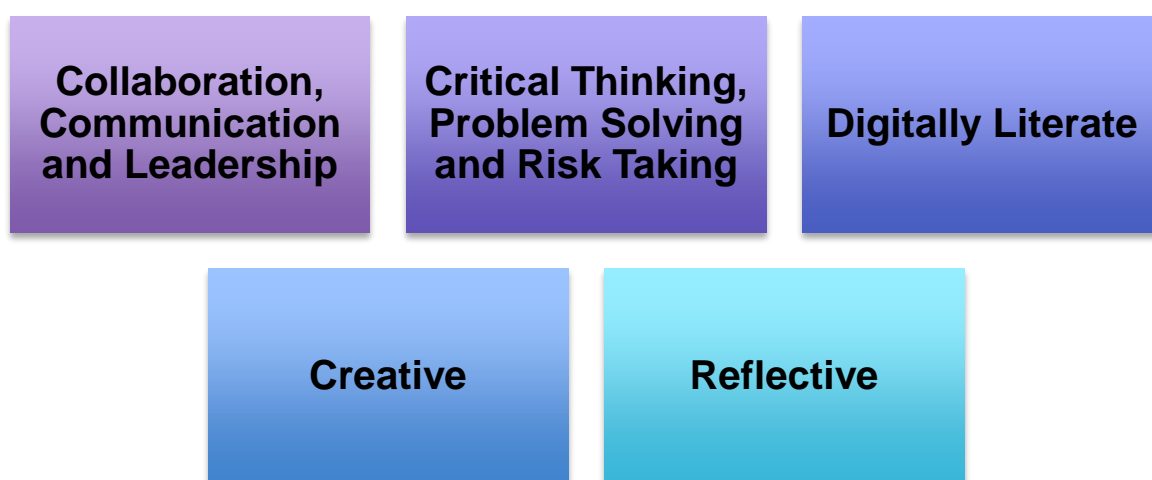 Collaboration,
Communication
and Leadership
Critical Thinking,
Problem Solving
and Risk Taking
Digitally Literate
Creative
Reflective